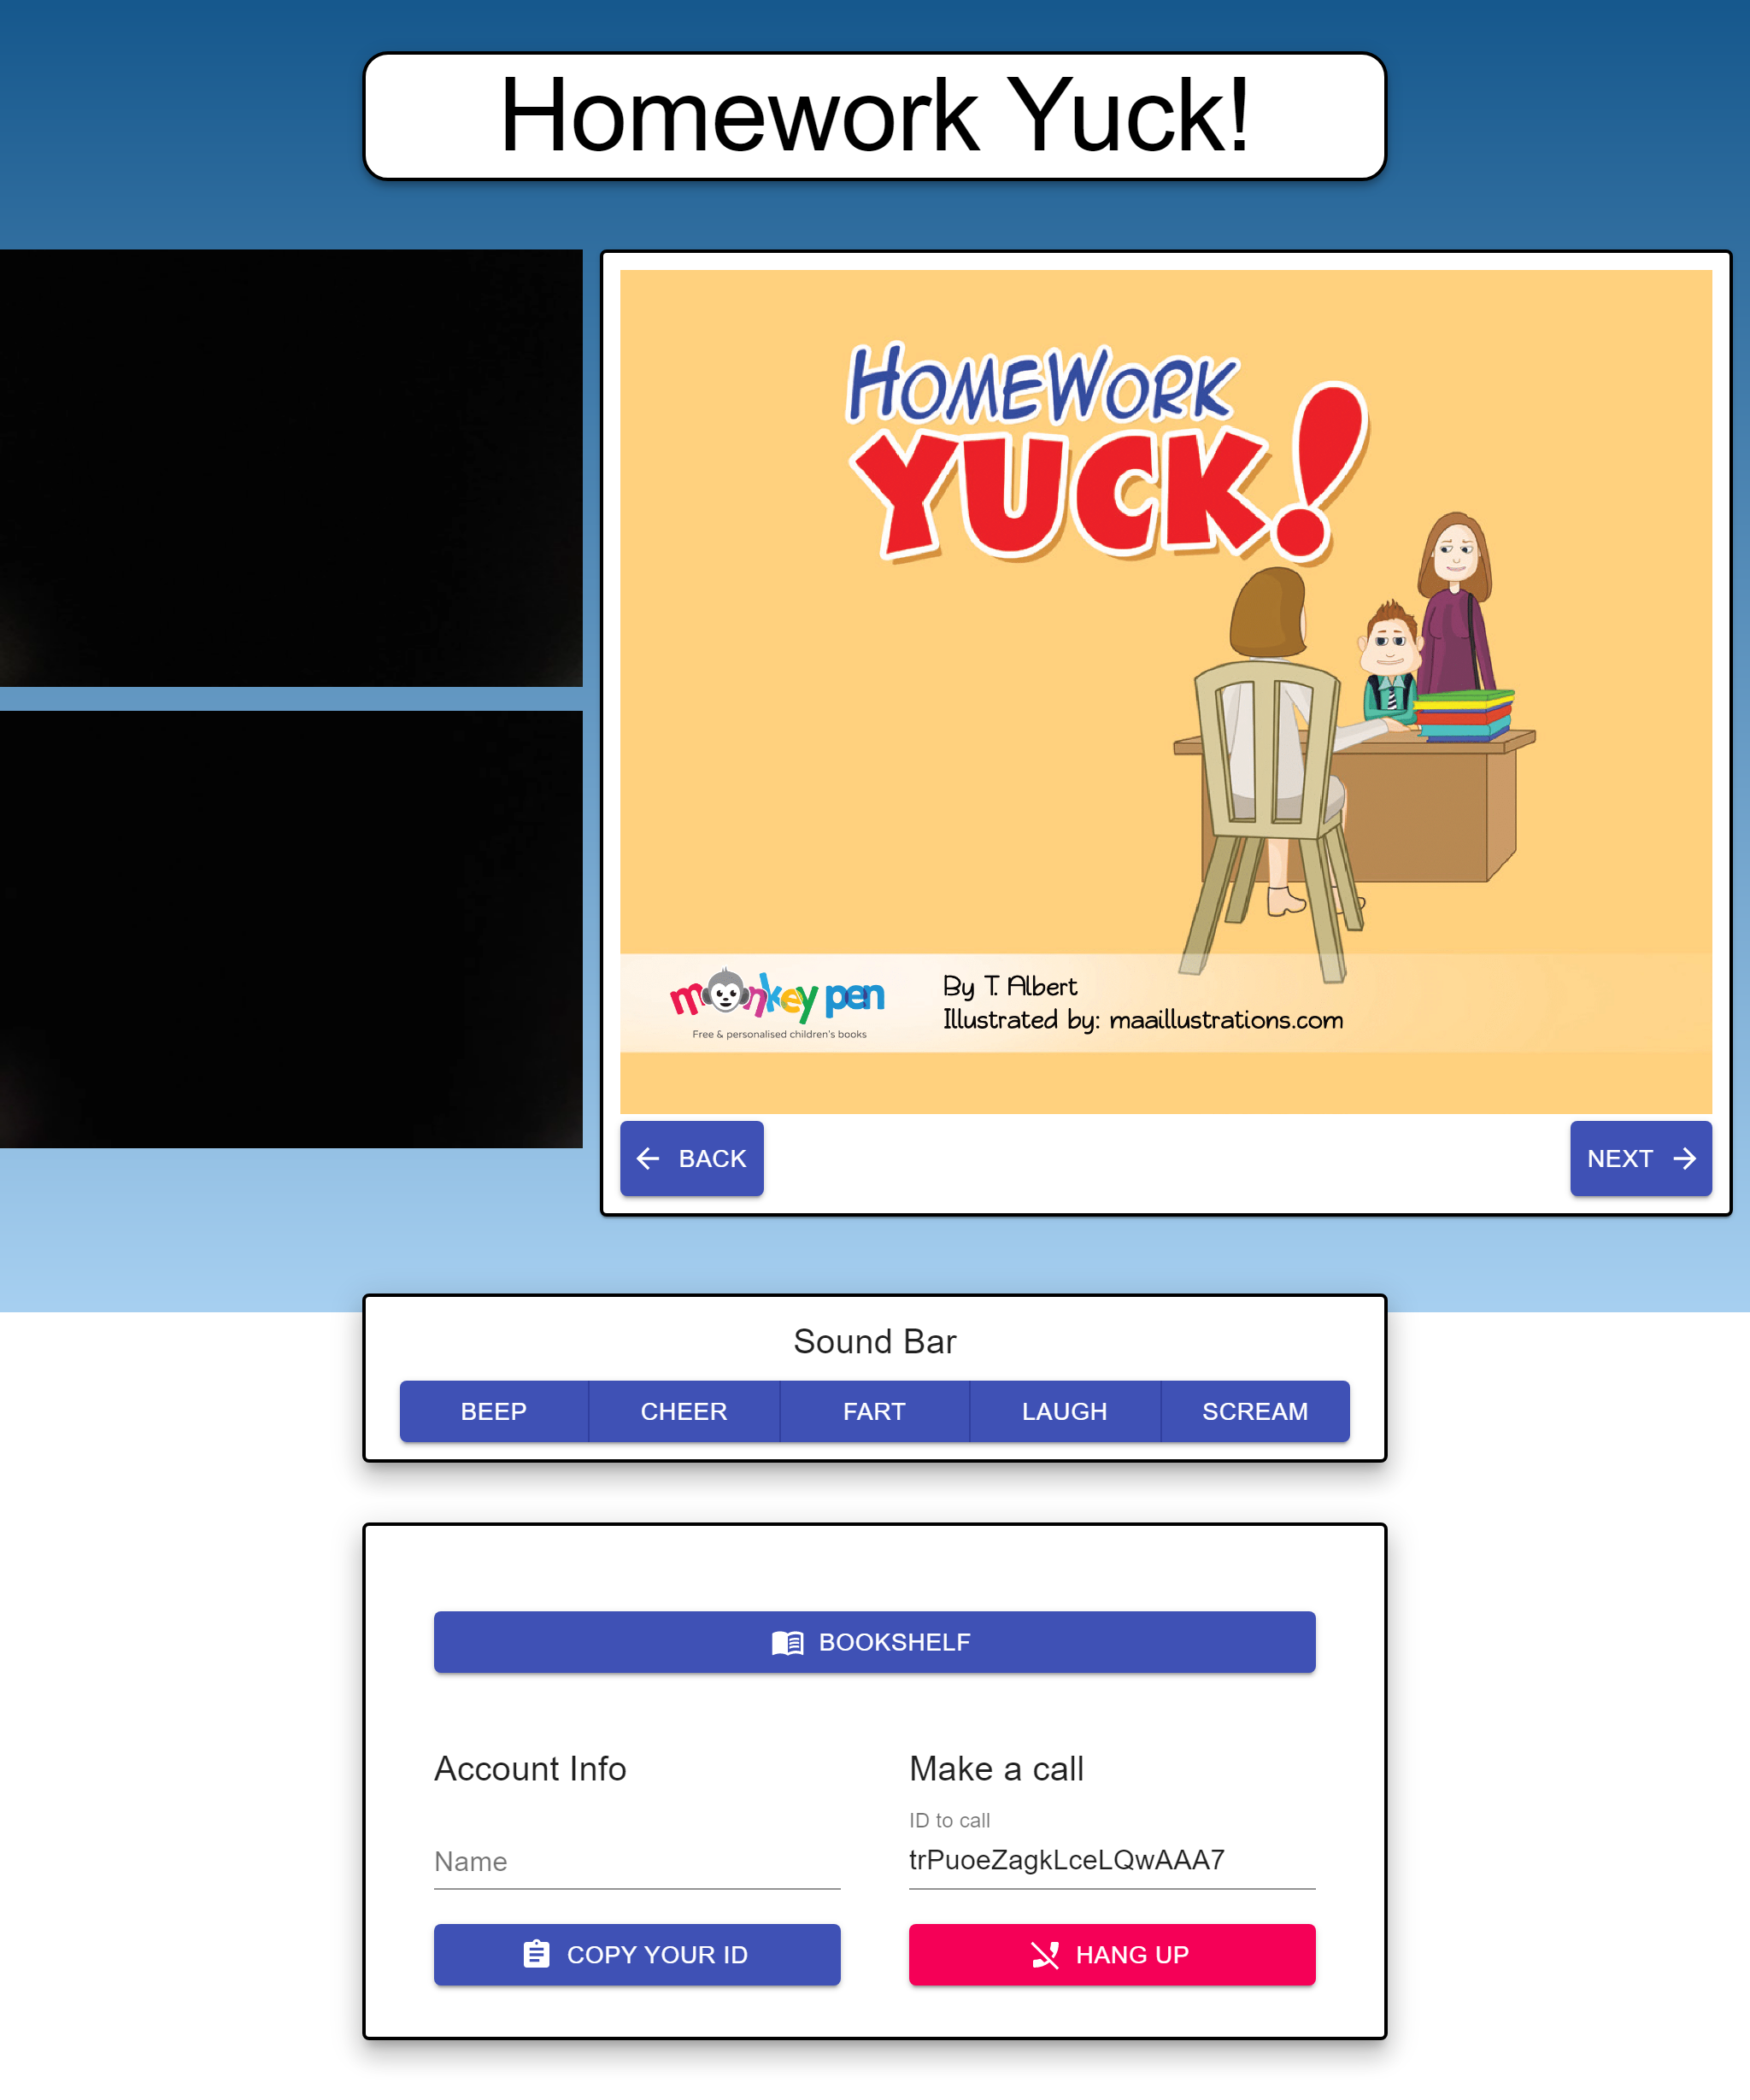 Homework Yuck!
HOMEWORK
YUCK!
monkey pen
Free & personalised children's books
By T. Albert
Illustrated by: maaillustrations.com
BACK
NEXT
Sound Bar
BEEP CHEER FART LAUGH SCREAM
BOOKSHELF
Account Info
Name
COPY YOUR ID
Make a call
ID to call
trPuoeZagkLceLQwAAA7
HANG UP